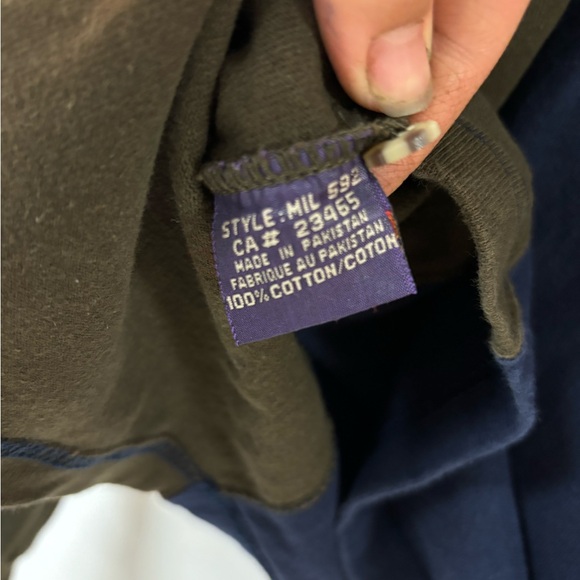 STYLE:MIL 592
CA# 23465
MADE IN PAKISTAN
FABRIQUE AU PAKISTAN
100% COTTON/COTON